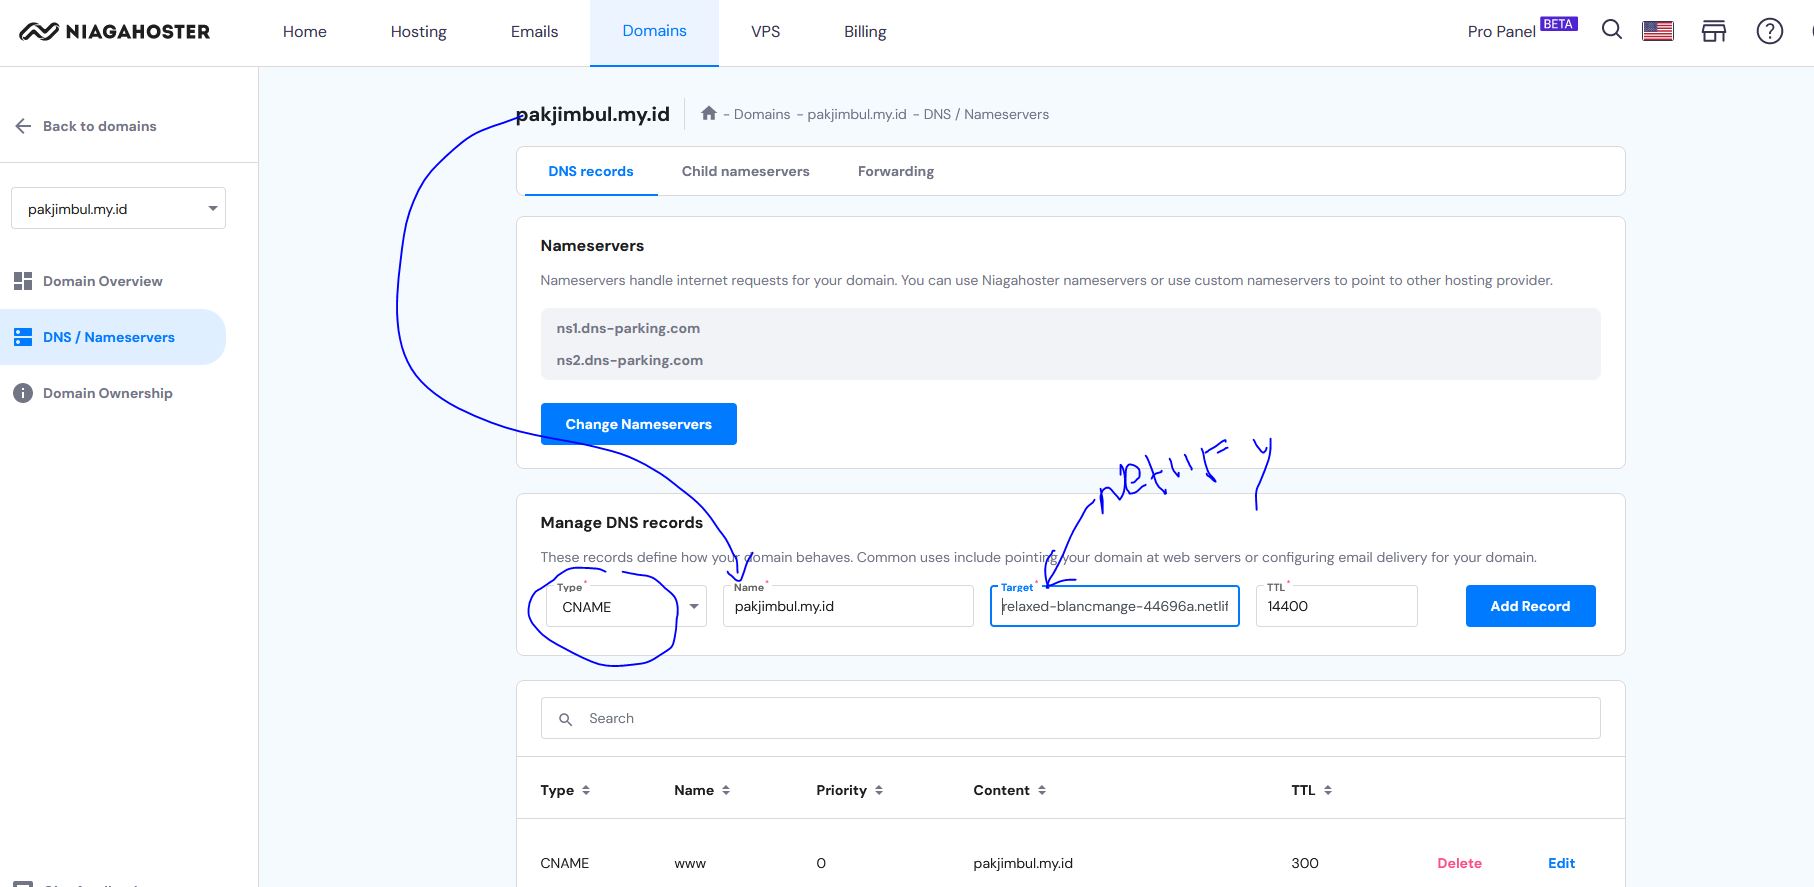 NIAGAHOSTER
Home Hosting Emails Domains VPS Billing
Pro Panel BETA
Back to domains
pakjimbul.my.id
Domain Overview
DNS / Nameservers
Domain Ownership
pakjimbul.my.id - Domains - pakjimbul.my.id - DNS / Nameservers
DNS records Child nameservers Forwarding
Nameservers
Nameservers handle internet requests for your domain. You can use Niagahoster nameservers or use custom nameservers to point to other hosting provider.
ns1.dns-parking.com
ns2.dns-parking.com
Change Nameservers
netlify
Manage DNS records
These records define how your domain behaves. Common uses include pointing your domain at web servers or configuring email delivery for your domain.
Type * Name * Target * TTL *
CNAME pakjimbul.my.id relaxed-blancmange-44696a.netlif 14400 Add Record
Search
Type Name Priority Content TTL
CNAME www 0 pakjimbul.my.id 300 Delete Edit